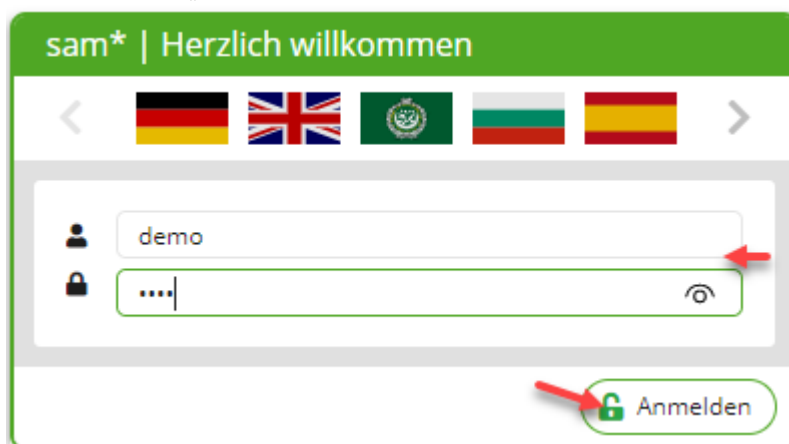 sam* | Herzlich willkommen
demo
••••
Anmelden